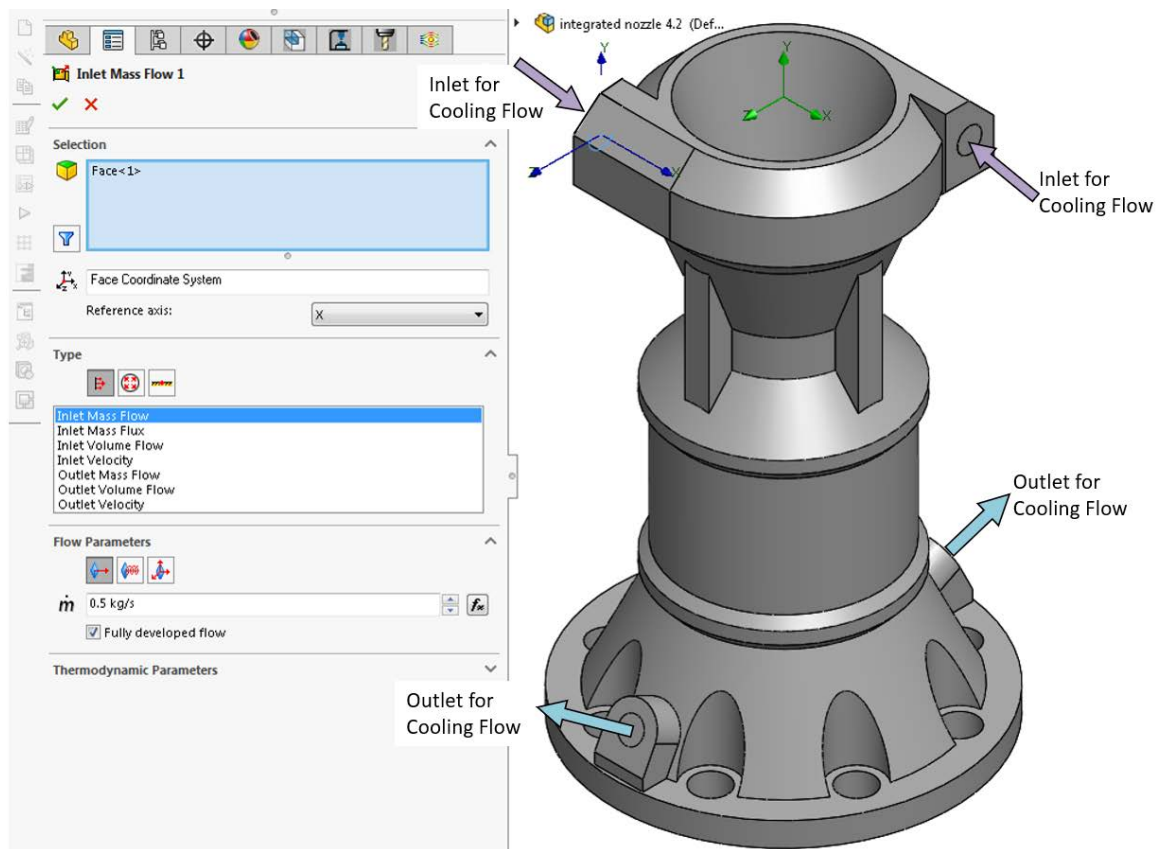 integrated nozzle 4.2 (Def...
Inlet Mass Flow 1
Selection
Face<1>
Face Coordinate System
Reference axis:
X
Type
Inlet Mass Flow
Inlet Mass Flux
Inlet Volume Flow
Inlet Velocity
Outlet Mass Flow
Outlet Volume Flow
Outlet Velocity
Flow Parameters
ṁ
0.5 kg/s
fx
Fully developed flow
Thermodynamic Parameters
Inlet for
Cooling Flow
Y
Z
X
Y
Z
X
Inlet for
Cooling Flow
Outlet for
Cooling Flow
Outlet for
Cooling Flow